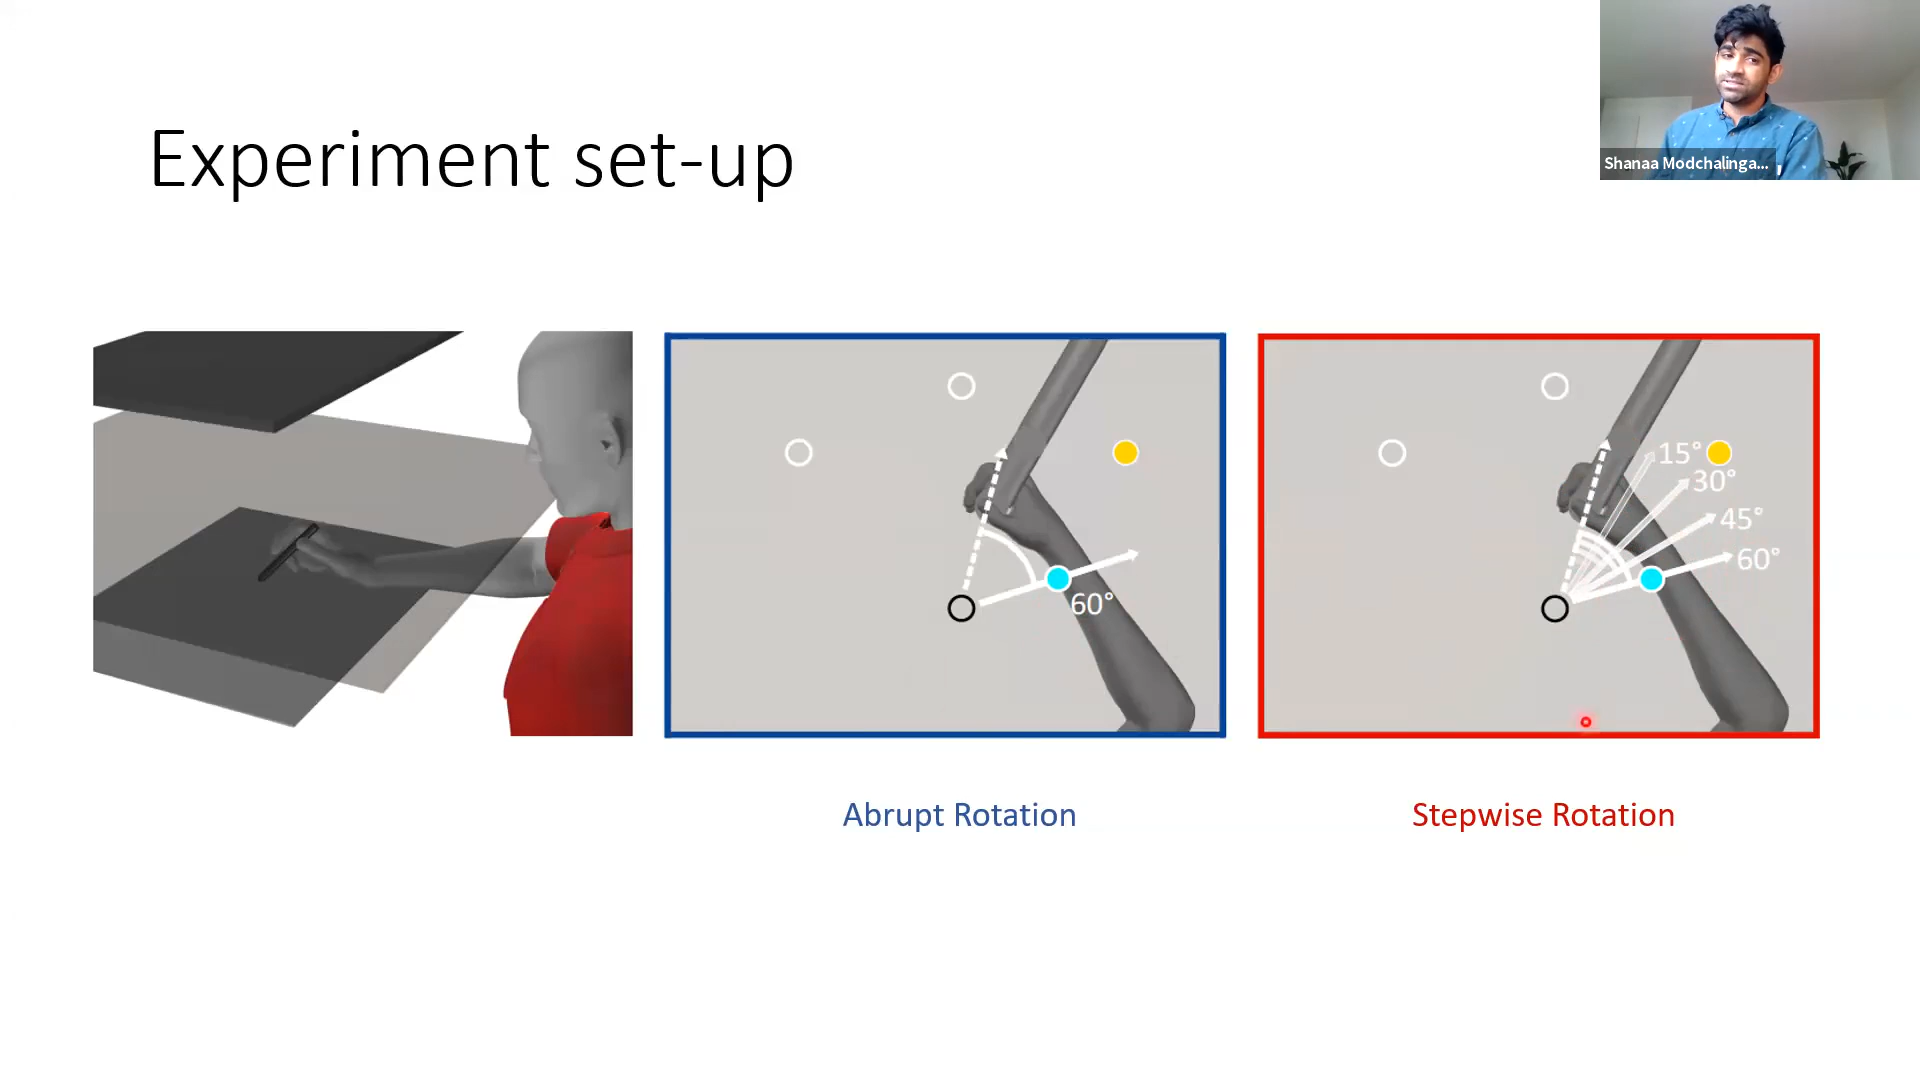 Shanaa Modchalinga...
Experiment set-up
60°
15°
30°
45°
60°
Abrupt Rotation
Stepwise Rotation